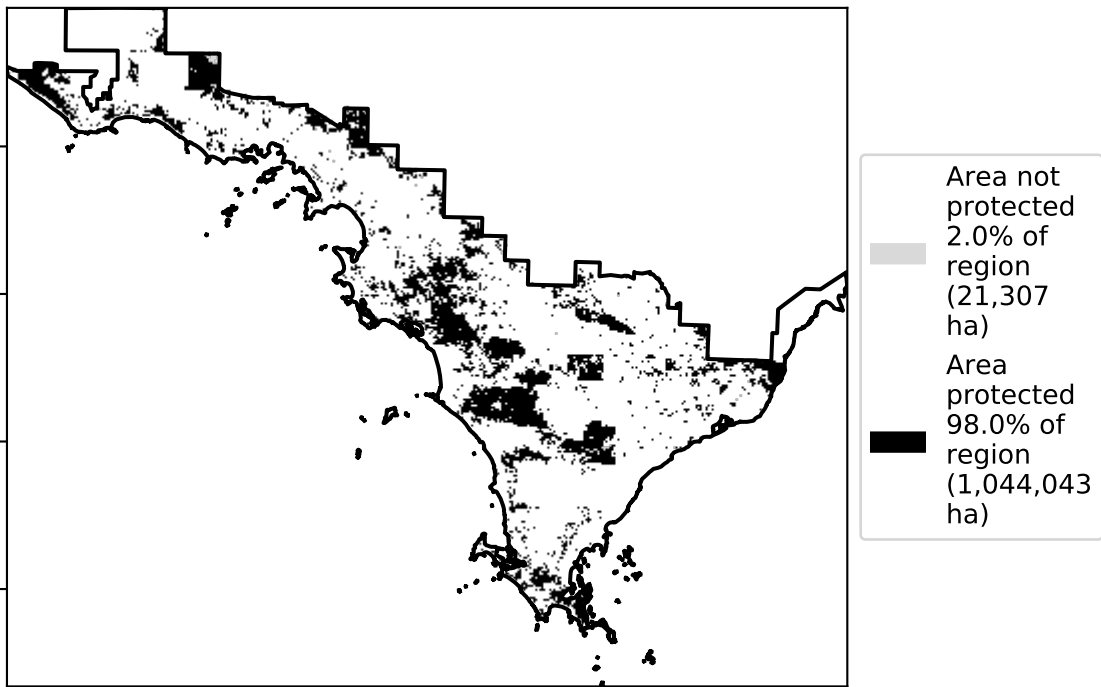 Area not
protected
2.0% of
region
(21,307
ha)
Area
protected
98.0% of
region
(1,044,043
ha)